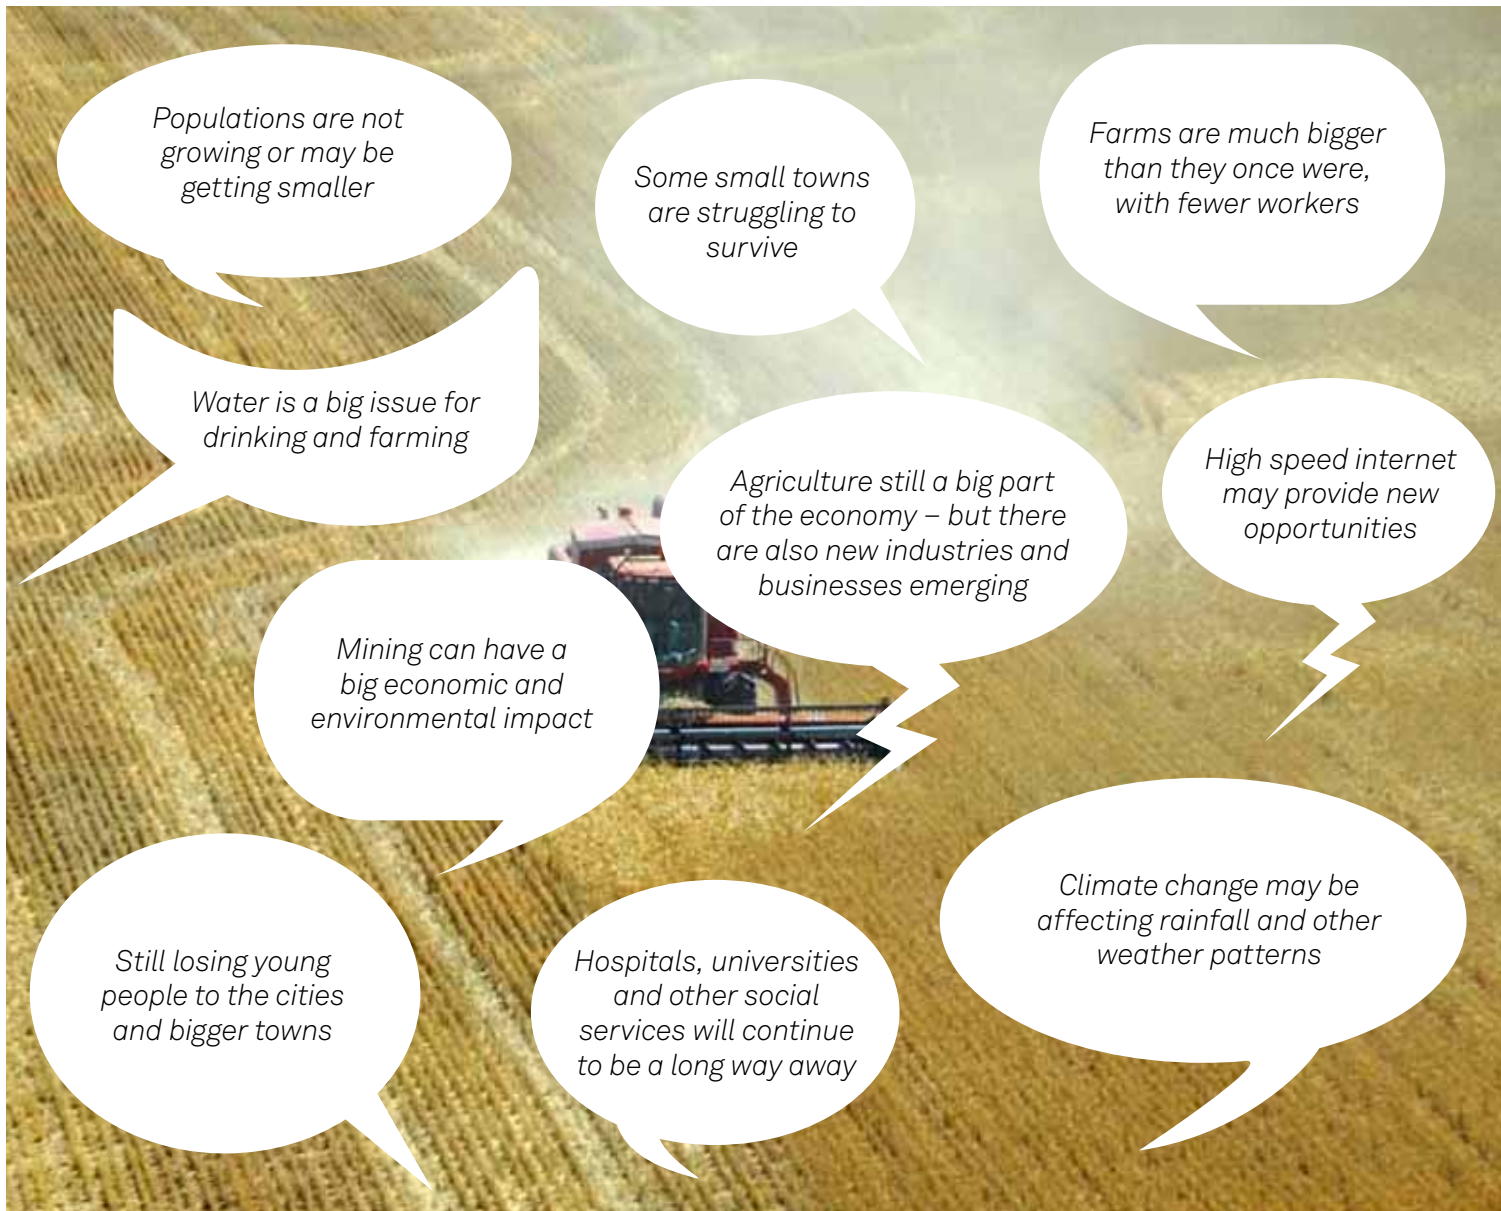 Populations are not
growing or may be
getting smaller
Some small towns
are struggling to
survive
Farms are much bigger
than they once were,
with fewer workers
Water is a big issue for
drinking and farming
Agriculture still a big part
of the economy – but there
are also new industries and
businesses emerging
High speed internet
may provide new
opportunities
Mining can have a
big economic and
environmental impact
Climate change may be
affecting rainfall and other
weather patterns
Still losing young
people to the cities
and bigger towns
Hospitals, universities
and other social
services will continue
to be a long way away